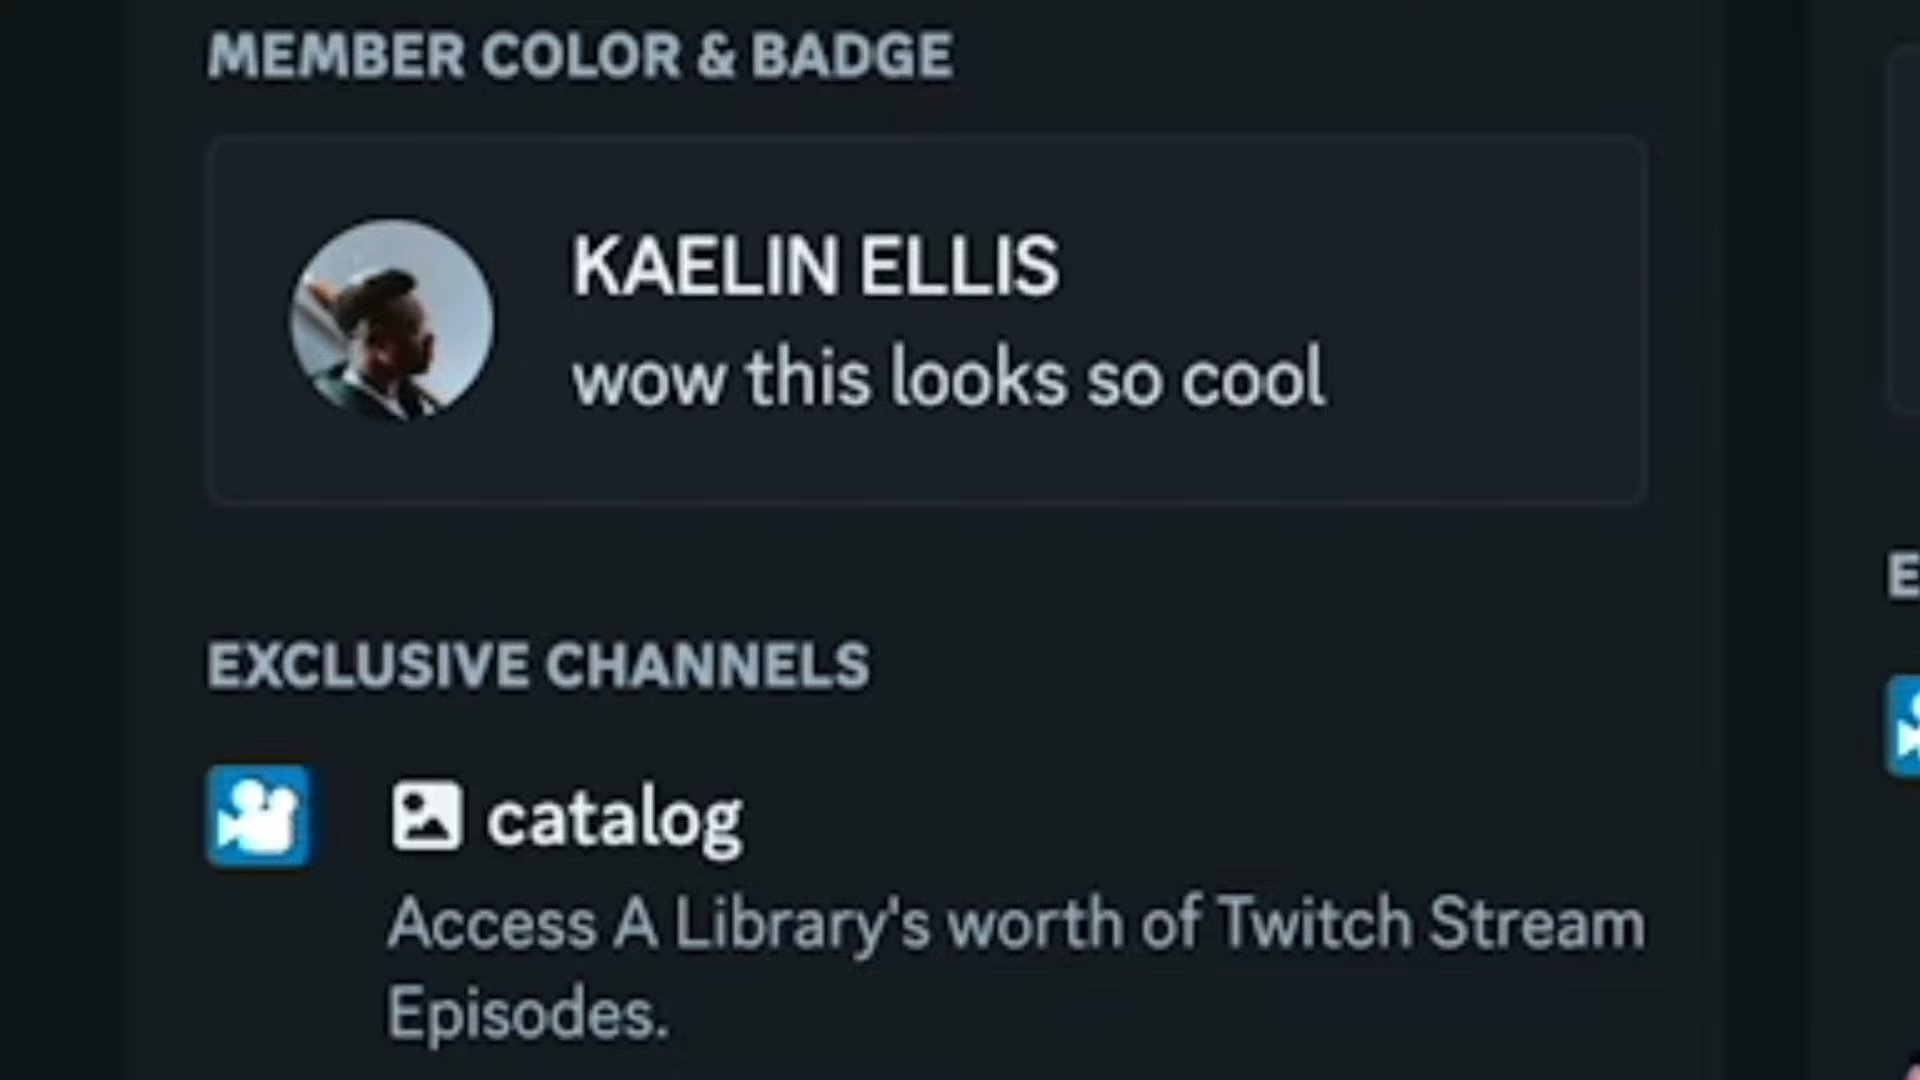 MEMBER COLOR & BADGE
KAELIN ELLIS
wow this looks so cool
EXCLUSIVE CHANNELS
catalog
Access A Library's worth of Twitch Stream
Episodes.
E